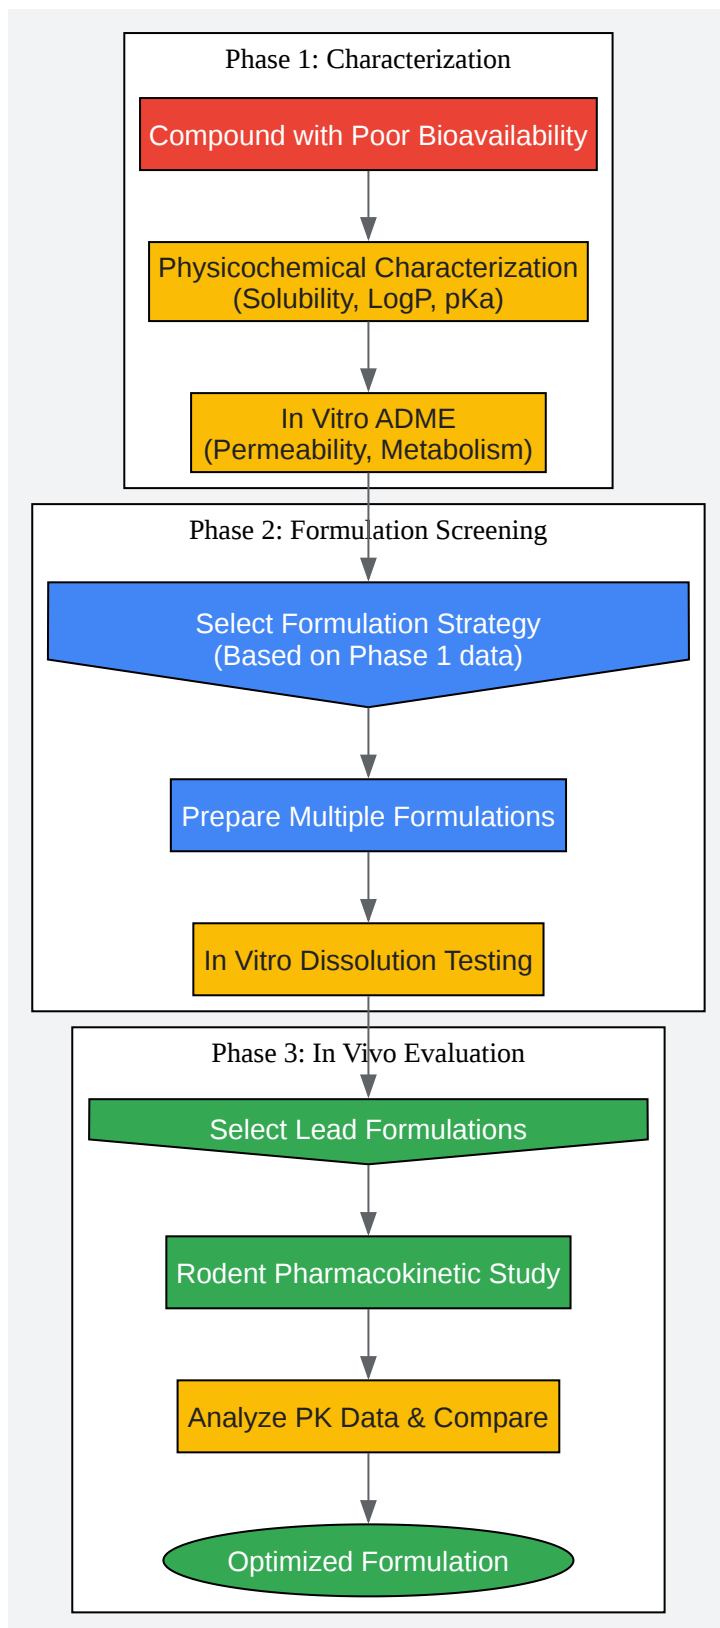 Phase 1: Characterization
Compound with Poor Bioavailability
Physicochemical Characterization
(Solubility, LogP, pKa)
In Vitro ADME
(Permeability, Metabolism)
Phase 2: Formulation Screening
Select Formulation Strategy
(Based on Phase 1 data)
Prepare Multiple Formulations
In Vitro Dissolution Testing
Phase 3: In Vivo Evaluation
Select Lead Formulations
Rodent Pharmacokinetic Study
Analyze PK Data & Compare
Optimized Formulation